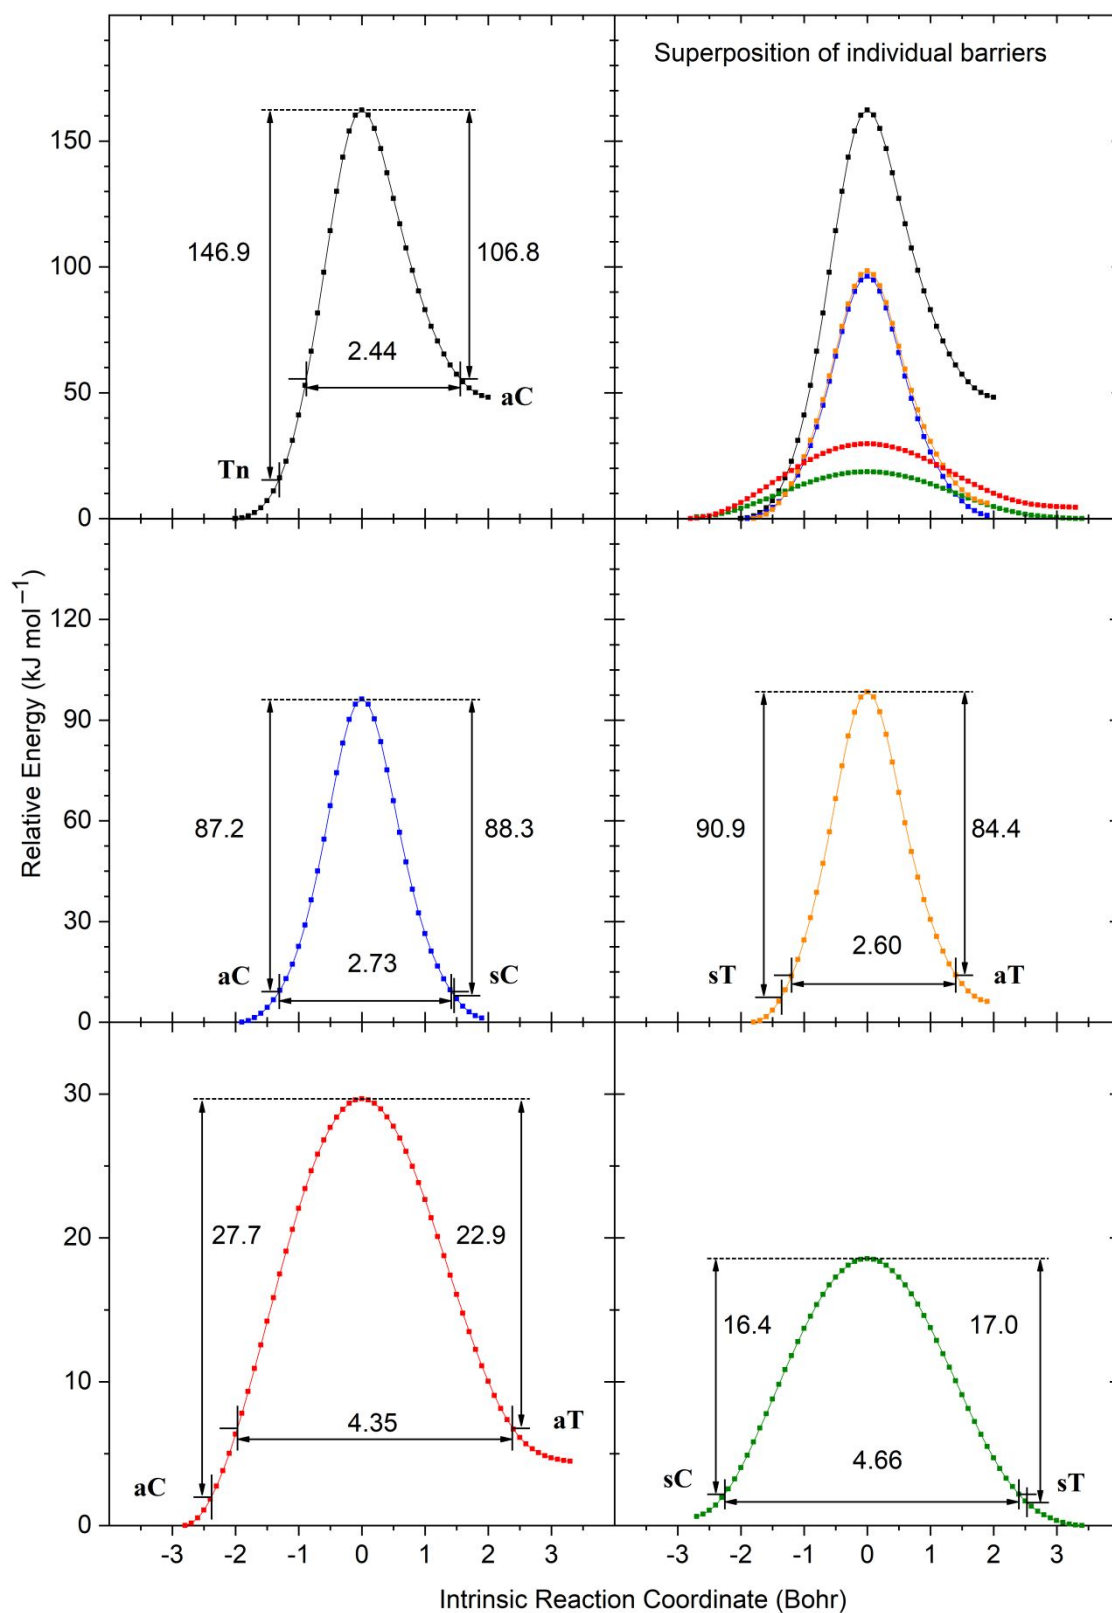 Superposition of individual barriers
150
100
50
0
146.9
106.8
2.44
Tn
aC
Relative Energy (kJ mol⁻¹)
120
90
60
30
0
87.2
88.3
2.73
aC
sC
90.9
84.4
2.60
sT
aT
30
20
10
0
27.7
22.9
4.35
aC
aT
16.4
17.0
4.66
sC
sT
-3 -2 -1 0 1 2 3
-3 -2 -1 0 1 2 3
Intrinsic Reaction Coordinate (Bohr)